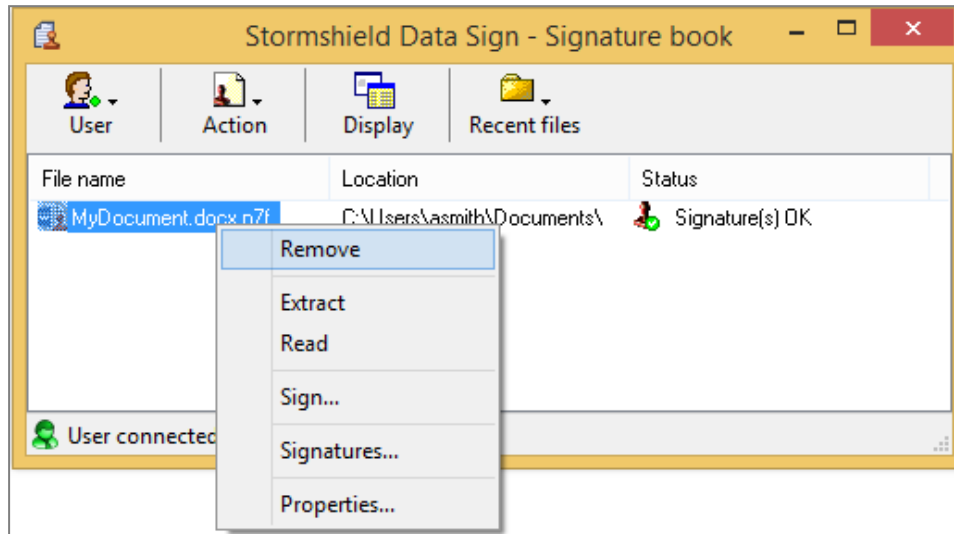 Stormshield Data Sign - Signature book
User Action Display Recent files
File name Location Status
MyDocument.docx.p7f C:\Users\asmith\Documents\ Signature(s) OK
Remove
Extract
Read
Sign...
User connected
Signatures...
Properties...